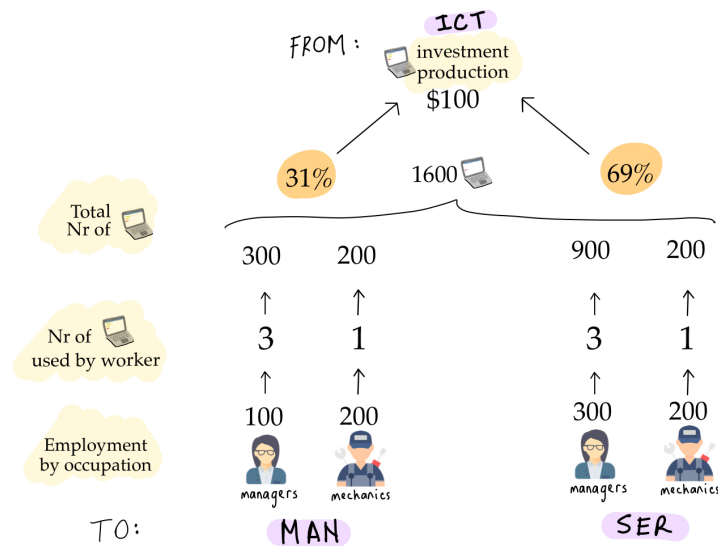 ICT
FROM:
investment
production
$100
31%
1600
69%
Total
Nr of
300 200 900 200
Nr of
used by worker
3 1 3 1
100 200 300 200
Employment
by occupation
managers mechanics managers mechanics
TO: MAN SER